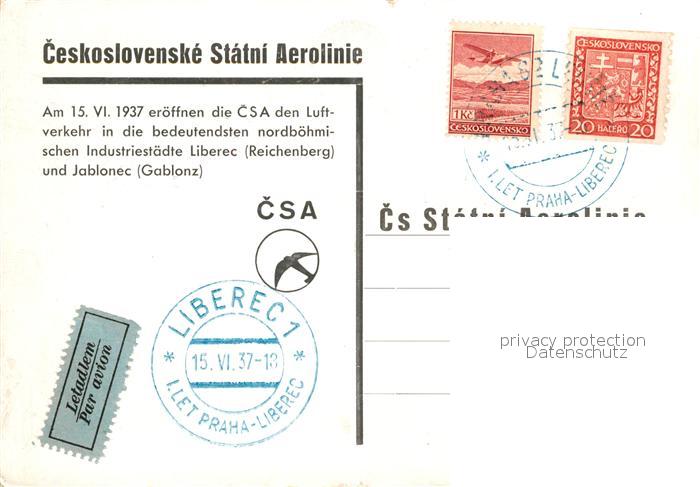 Československé Státní Aerolinie
Am 15. VI. 1937 eröffnen die ČSA den Luft-
verkehr in die bedeutendsten nordböhmi-
schen Industriestädte Liberec (Reichenberg)
und Jablonec (Gablonz)
ČSA
1 Kč
ČESKOSLOVENSKO
ČESKOSLOVENSKO
20 HALÉŘŮ 20
VI. 37
* I. LET PRAHA-LIBEREC
Čs Státní Aerolinie
LIBEREC 1
* 15. VI. 37-18 *
I. LET PRAHA-LIBEREC
Letadlem
Par avion
privacy protection
Datenschutz